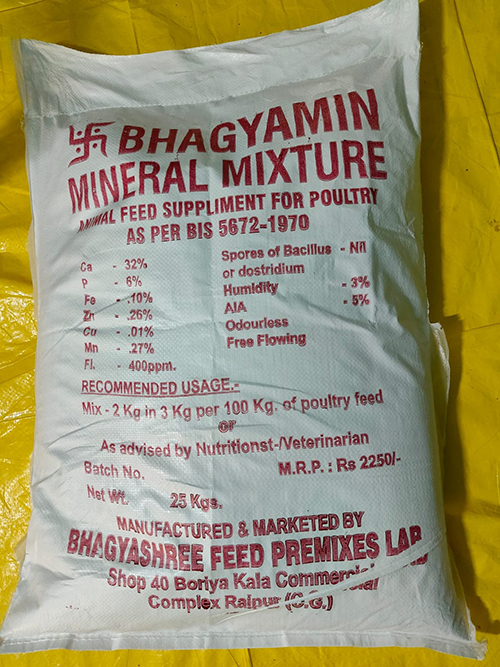 BHAGYAMIN
MINERAL MIXTURE
ANIMAL FEED SUPPLIMENT FOR POULTRY
AS PER BIS 5672-1970
Ca - 32%
P - 6%
Fe - .10%
Zn - .26%
Cu - .01%
Mn - .27%
Fl. - 400ppm.
Spores of Bacillus - Nil
or dostridium
Humidity - 3%
AIA - 5%
Odourless
Free Flowing
RECOMMENDED USAGE.-
Mix - 2 Kg in 3 Kg per 100 Kg. of poultry feed
or
As advised by Nutritionst-/Veterinarian
Batch No.
M.R.P. : Rs 2250/-
Net Wt. 25 Kgs.
MANUFACTURED & MARKETED BY
BHAGYASHREE FEED PREMIXES LAB
Shop 40 Boriya Kala Commercial
Complex Raipur (C.G.)